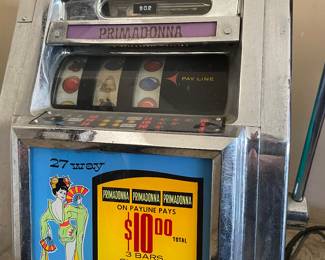 PRIMADONNA
PAY LINE
27 way
PRIMADONNA PRIMADONNA PRIMADONNA
ON PAYLINE PAYS
$10.00 TOTAL
3 BARS